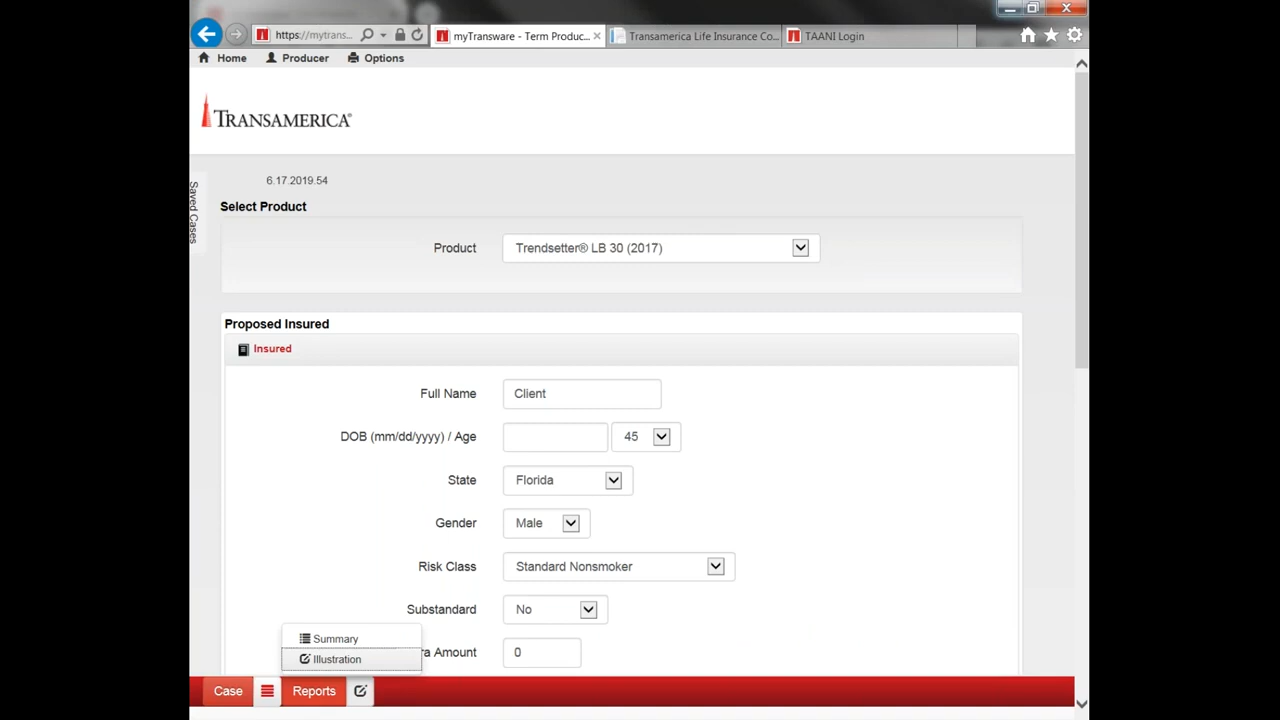 https://mytrans...
myTransware - Term Produc...
Transamerica Life Insurance Co...
TAANI Login
Home
Producer
Options
TRANSAMERICA®
Saved Cases
6.17.2019.54
Select Product
Product
Trendsetter® LB 30 (2017)
Proposed Insured
Insured
Full Name
Client
DOB (mm/dd/yyyy) / Age
45
State
Florida
Gender
Male
Risk Class
Standard Nonsmoker
Substandard
No
Summary
Illustration
ra Amount
0
Case
Reports